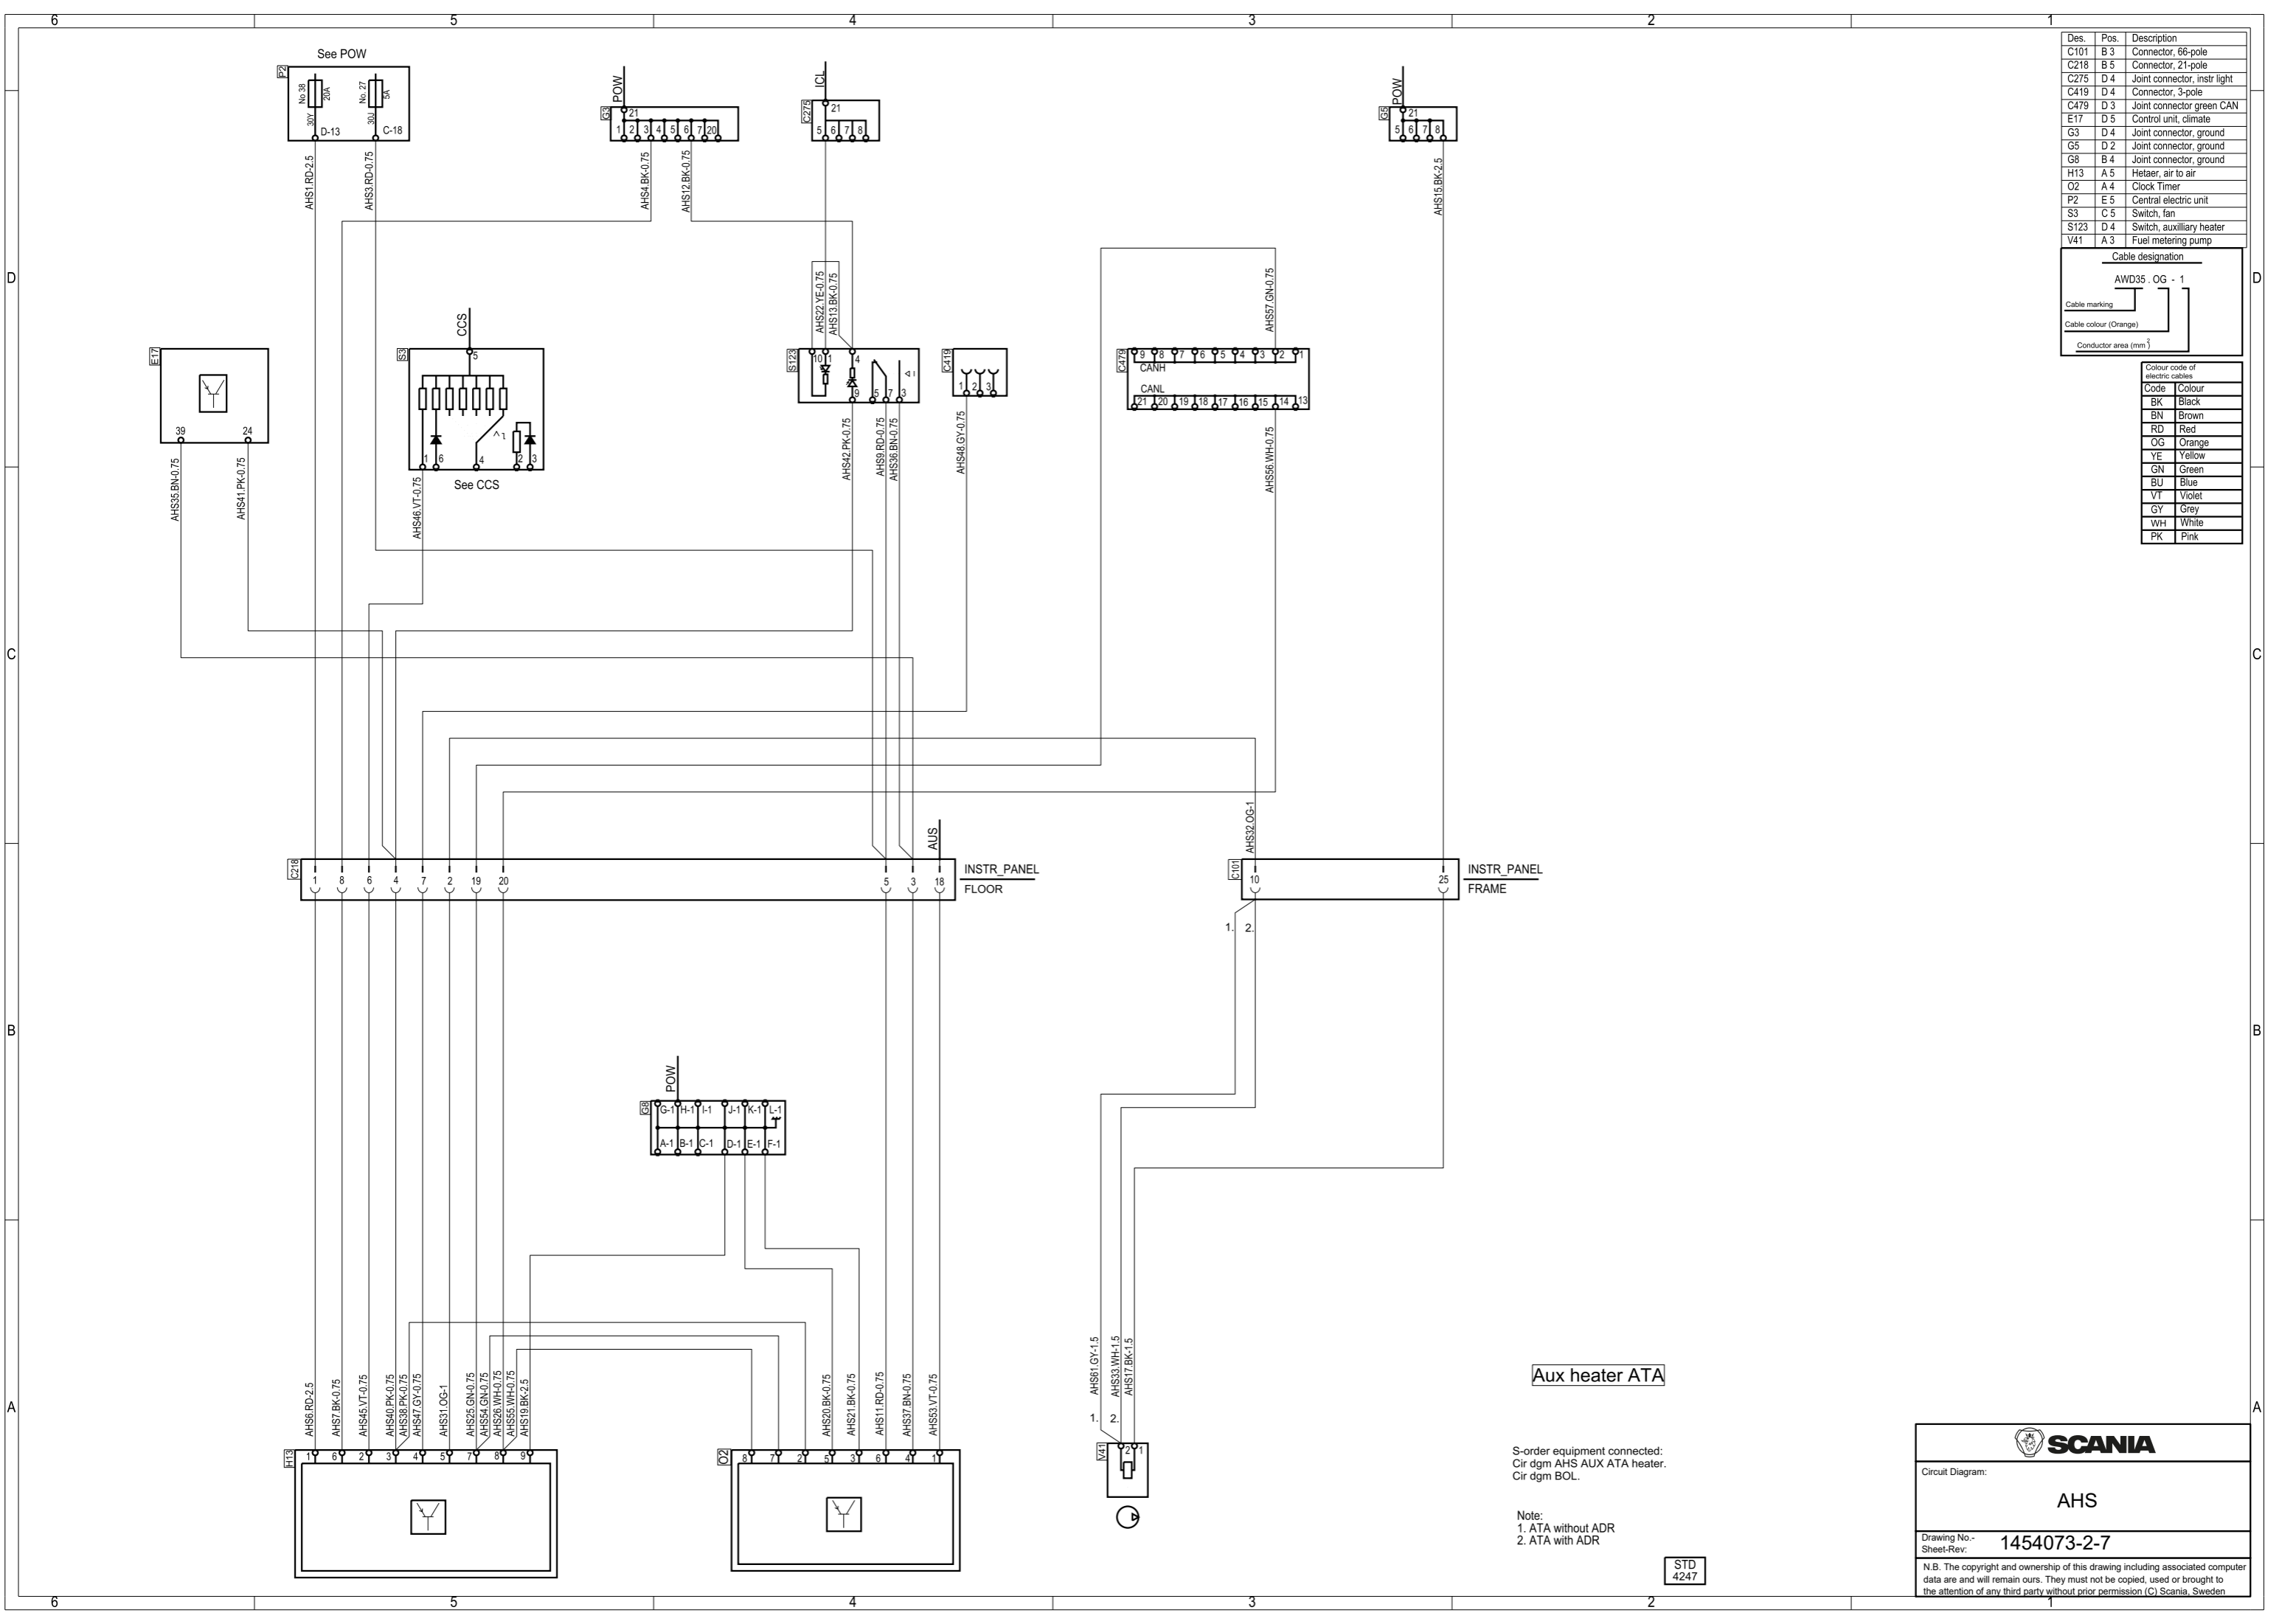 6 5 4 3 2 1
See POW
P2
No 38
20A
30Y
D-13
No. 27
5A
30J
C-18
AHS1.RD-2.5
AHS3.RD-0.75
POW
G3
21
1 2 3 4 5 6 7 20
AHS4.BK-0.75
AHS12.BK-0.75
ICL
C275
21
5 6 7 8
POW
G5
21
5 6 7 8
AHS15.BK-2.5
Des. Pos. Description
C101 B 3 Connector, 66-pole
C218 B 5 Connector, 21-pole
C275 D 4 Joint connector, instr light
C419 D 4 Connector, 3-pole
C479 D 3 Joint connector green CAN
E17 D 5 Control unit, climate
G3 D 4 Joint connector, ground
G5 D 2 Joint connector, ground
G8 B 4 Joint connector, ground
H13 A 5 Hetaer, air to air
O2 A 4 Clock Timer
P2 E 5 Central electric unit
S3 C 5 Switch, fan
S123 D 4 Switch, auxilliary heater
V41 A 3 Fuel metering pump
Cable designation
AWD35 . OG - 1
Cable marking
Cable colour (Orange)
Conductor area (mm 2)
Colour code of
electric cables
Code Colour
BK Black
BN Brown
RD Red
OG Orange
YE Yellow
GN Green
BU Blue
VT Violet
GY Grey
WH White
PK Pink
D D
E17
39 24
AHS35.BN-0.75
AHS41.PK-0.75
CCS
S3
5
1 6 4 2 3
See CCS
AHS46.VT-0.75
AHS22.YE-0.75
AHS13.BK-0.75
S123
10 1 4
9 5 7 3
AHS42.PK-0.75
AHS9.RD-0.75
AHS36.BN-0.75
C419
1 2 3
AHS48.GY-0.75
AHS57.GN-0.75
C479
9 8 7 6 5 4 3 2 1
CANH
CANL
21 20 19 18 17 16 15 14 13
AHS56.WH-0.75
C C
AUS
AHS32.OG-1
C218
1 8 6 4 7 2 19 20 5 3 18
INSTR_PANEL
FLOOR
C101
10 25
INSTR_PANEL
FRAME
1. 2.
B B
POW
G8
G-1 H-1 I-1 J-1 K-1 L-1
A-1 B-1 C-1 D-1 E-1 F-1
A A
AHS6.RD-2.5
AHS7.BK-0.75
AHS45.VT-0.75
AHS40.PK-0.75
AHS38.PK-0.75
AHS47.GY-0.75
AHS31.OG-1
AHS25.GN-0.75
AHS54.GN-0.75
AHS26.WH-0.75
AHS55.WH-0.75
AHS19.BK-2.5
H13
1 6 2 3 4 5 7 8 9
AHS20.BK-0.75
AHS21.BK-0.75
AHS11.RD-0.75
AHS37.BN-0.75
AHS53.VT-0.75
O2
8 7 2 5 3 6 4 1
AHS61.GY-1.5
AHS33.WH-1.5
AHS17.BK-1.5
1. 2.
V41
2 1
Aux heater ATA
S-order equipment connected:
Cir dgm AHS AUX ATA heater.
Cir dgm BOL.
Note:
1. ATA without ADR
2. ATA with ADR
STD
4247
SCANIA
Circuit Diagram:
AHS
Drawing No.-
Sheet-Rev:
1454073-2-7
N.B. The copyright and ownership of this drawing including associated computer
data are and will remain ours. They must not be copied, used or brought to
the attention of any third party without prior permission (C) Scania, Sweden
6 5 4 3 2 1